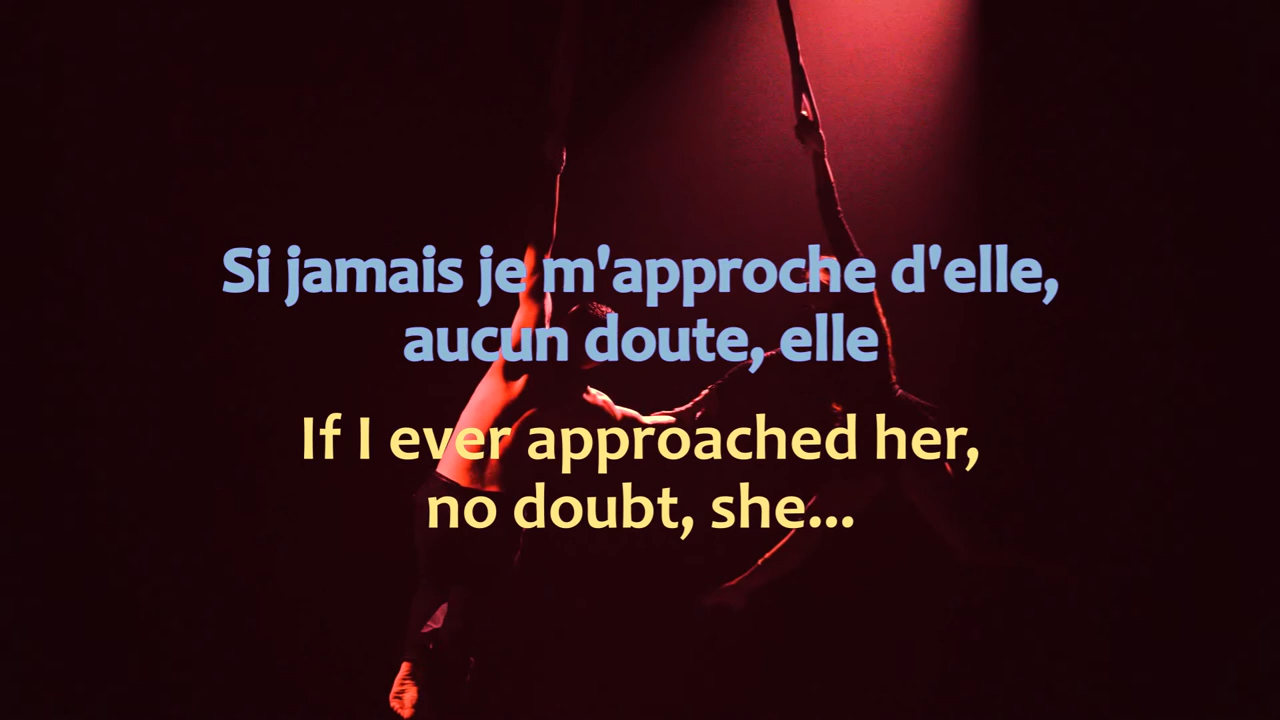 Si jamais je m'approche d'elle,
aucun doute, elle
If I ever approached her,
no doubt, she...